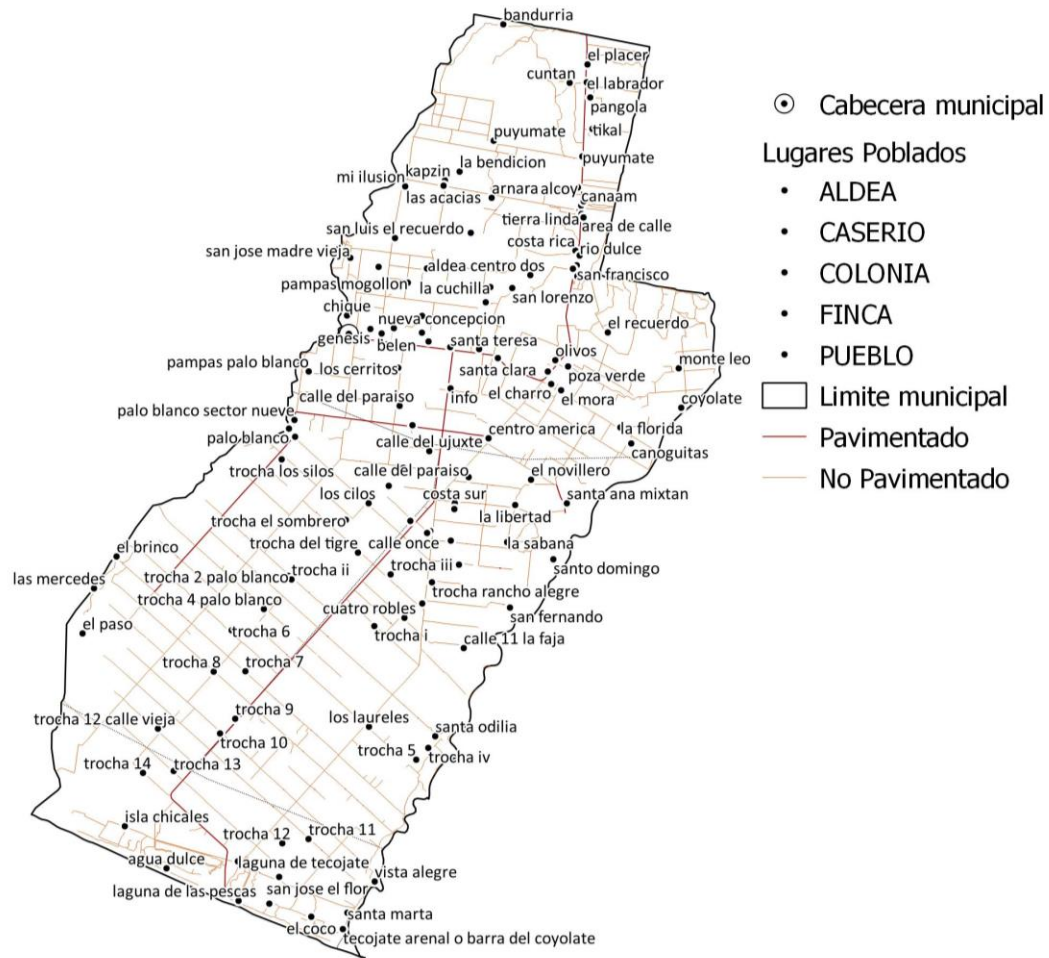 bandurria
el placer
cuntan
el labrador
pangola
puyumate
tikal
la bendicion
puyumate
kapzin
mi ilusion
las acacias
arnara alcoy
canaam
tierra linda
area de calle
san luis el recuerdo
costa rica
rio dulce
san jose madre vieja
aldea centro dos
san francisco
pampas mogollon
la cuchilla
san lorenzo
chique
nueva concepcion
el recuerdo
genesis
belen
santa teresa
olivos
pampas palo blanco
los cerritos
santa clara
poza verde
monte leo
calle del paraiso
info
el charro
el mora
coyolate
palo blanco sector nueve
palo blanco
centro america
la florida
calle del ujuxte
canoguitas
trocha los silos
calle del paraiso
el novillero
los cilos
costa sur
santa ana mixtan
trocha el sombrero
la libertad
trocha del tigre
calle once
la sabana
el brinco
santo domingo
las mercedes
trocha 2 palo blanco
trocha ii
trocha iii
trocha rancho alegre
trocha 4 palo blanco
cuatro robles
san fernando
el paso
trocha 6
trocha i
calle 11 la faja
trocha 8
trocha 7
trocha 9
trocha 12 calle vieja
los laureles
santa odilia
trocha 10
trocha 5
trocha iv
trocha 14
trocha 13
isla chicales
trocha 12
trocha 11
agua dulce
laguna de tecojate
vista alegre
laguna de las pescas
san jose el flor
santa marta
el coco
tecojate arenal o barra del coyolate
Cabecera municipal
Lugares Poblados
ALDEA
CASERIO
COLONIA
FINCA
PUEBLO
Limite municipal
Pavimentado
No Pavimentado